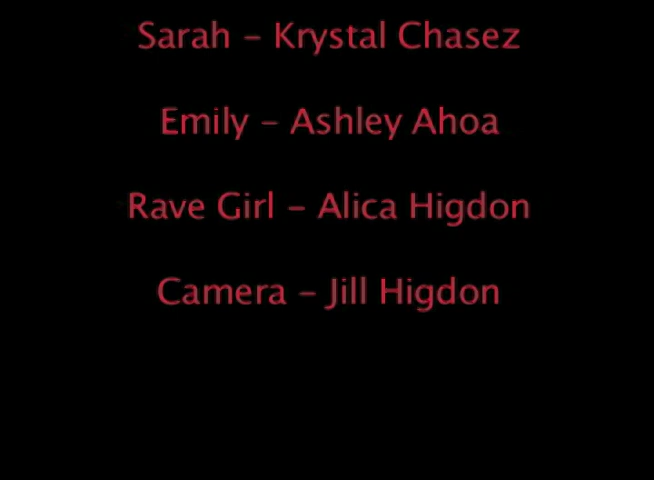 Sarah – Krystal Chasez
Emily – Ashley Ahoa
Rave Girl – Alica Higdon
Camera – Jill Higdon